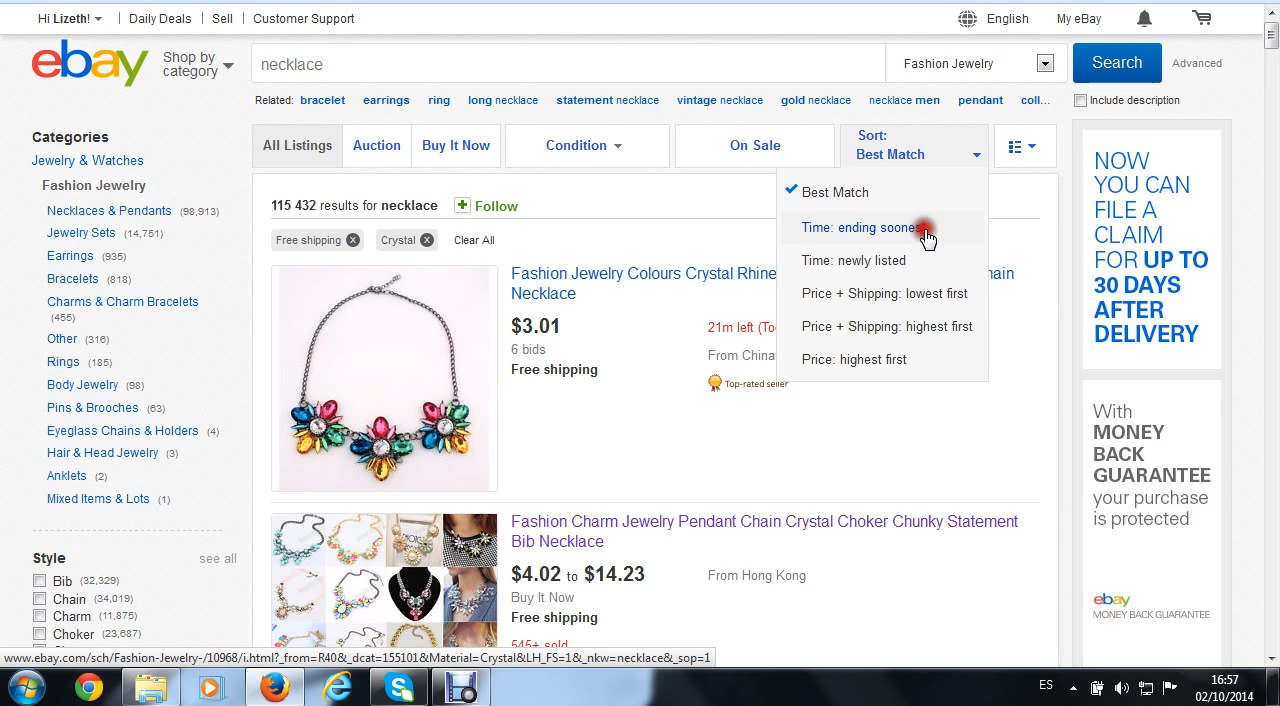 Hi Lizeth!
Daily Deals
Sell
Customer Support
English
My eBay
ebay
Shop by
category
necklace
Fashion Jewelry
Search
Advanced
Related: bracelet earrings ring long necklace statement necklace vintage necklace gold necklace necklace men pendant coll...
Include description
Categories
Jewelry & Watches
Fashion Jewelry
Necklaces & Pendants (98,913)
Jewelry Sets (14,751)
Earrings (935)
Bracelets (818)
Charms & Charm Bracelets
(455)
Other (316)
Rings (185)
Body Jewelry (98)
Pins & Brooches (63)
Eyeglass Chains & Holders (4)
Hair & Head Jewelry (3)
Anklets (2)
Mixed Items & Lots (1)
Style
see all
Bib (32,329)
Chain (34,019)
Charm (11,875)
Choker (23,687)
All Listings
Auction
Buy It Now
Condition
On Sale
Sort:
Best Match
Best Match
Time: ending soones
Time: newly listed
Price + Shipping: lowest first
Price + Shipping: highest first
Price: highest first
115 432 results for necklace
Follow
Free shipping
Crystal
Clear All
Fashion Jewelry Colours Crystal Rhine
Necklace
$3.01
6 bids
Free shipping
21m left (To
From China
Top-rated seller
Fashion Charm Jewelry Pendant Chain Crystal Choker Chunky Statement
Bib Necklace
$4.02 to $14.23
Buy It Now
Free shipping
545+ sold
From Hong Kong
NOW
YOU CAN
FILE A
CLAIM
FOR UP TO
30 DAYS
AFTER
DELIVERY
With
MONEY
BACK
GUARANTEE
your purchase
is protected
ebay
MONEY BACK GUARANTEE
www.ebay.com/sch/Fashion-Jewelry-/10968/i.html?_from=R40&_dcat=155101&Material=Crystal&LH_FS=1&_nkw=necklace&_sop=1
ES
16:57
02/10/2014